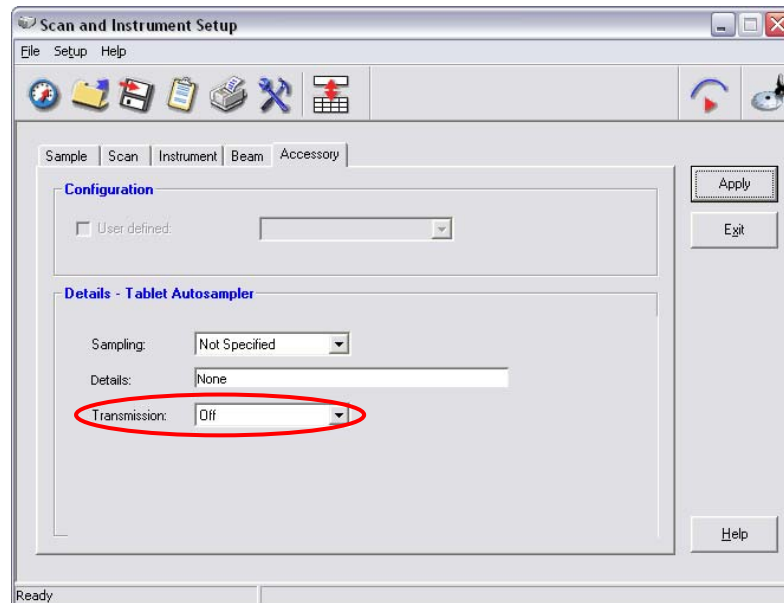 Scan and Instrument Setup
File Setup Help
Sample Scan Instrument Beam Accessory
Configuration
User defined:
Apply
Exit
Details - Tablet Autosampler
Sampling: Not Specified
Details: None
Transmission: Off
Help
Ready